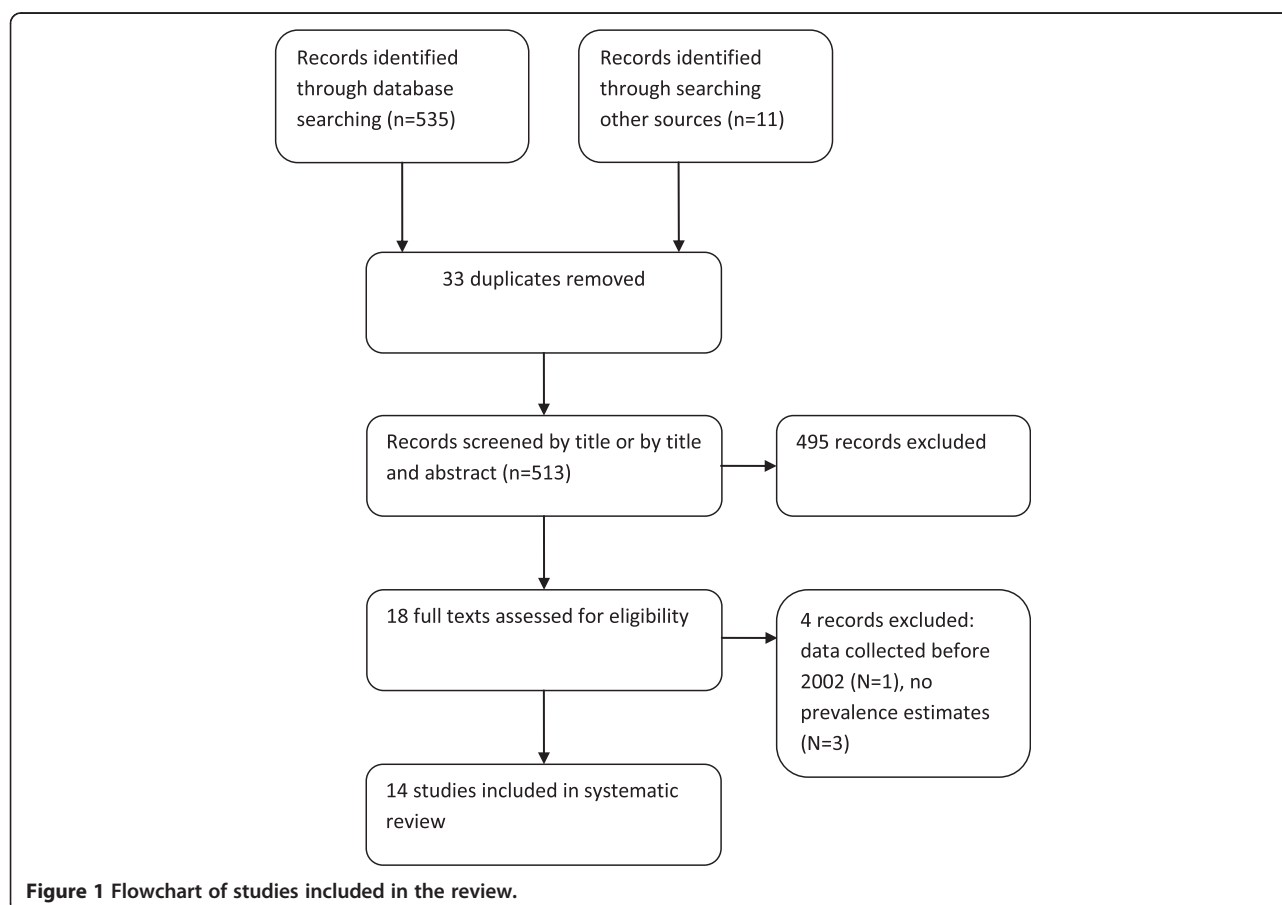 Records identified
through database
searching (n=535)
Records identified
through searching
other sources (n=11)
33 duplicates removed
Records screened by title or by title
and abstract (n=513)
495 records excluded
18 full texts assessed for eligibility
4 records excluded:
data collected before
2002 (N=1), no
prevalence estimates
(N=3)
14 studies included in systematic
review
Figure 1 Flowchart of studies included in the review.